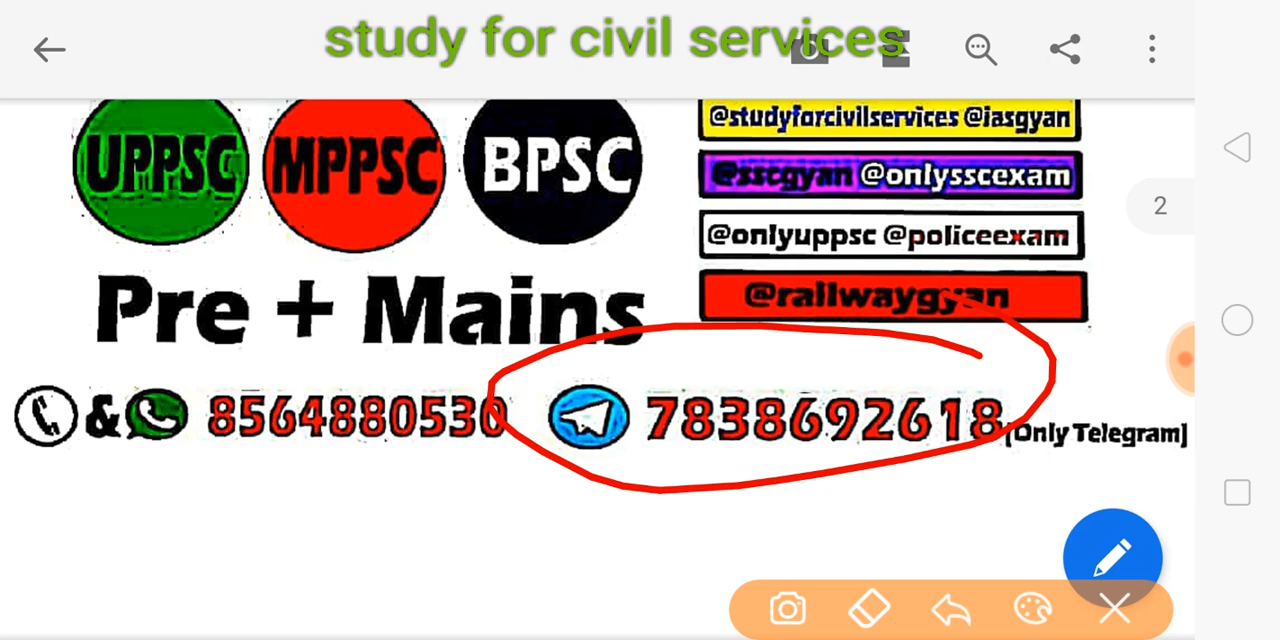 study for civil services
UPPSC MPPSC BPSC
@studyforcivilservices @iasgyan
@sscgyan @onlysscexam
@onlyuppsc @policeexam
@railwaygyan
2
Pre + Mains
& 8564880530 7838692618 [Only Telegram]